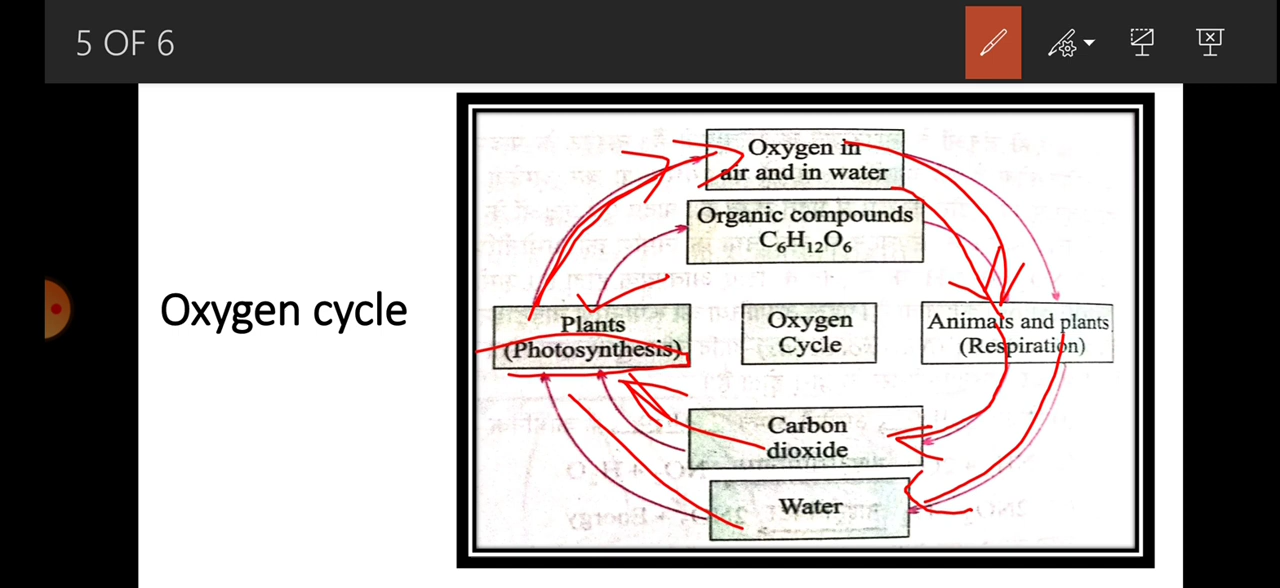 5 OF 6
Oxygen cycle
Oxygen in
air and in water
Organic compounds
C₆H₁₂O₆
Plants
(Photosynthesis)
Oxygen
Cycle
Animals and plants
(Respiration)
Carbon
dioxide
Water